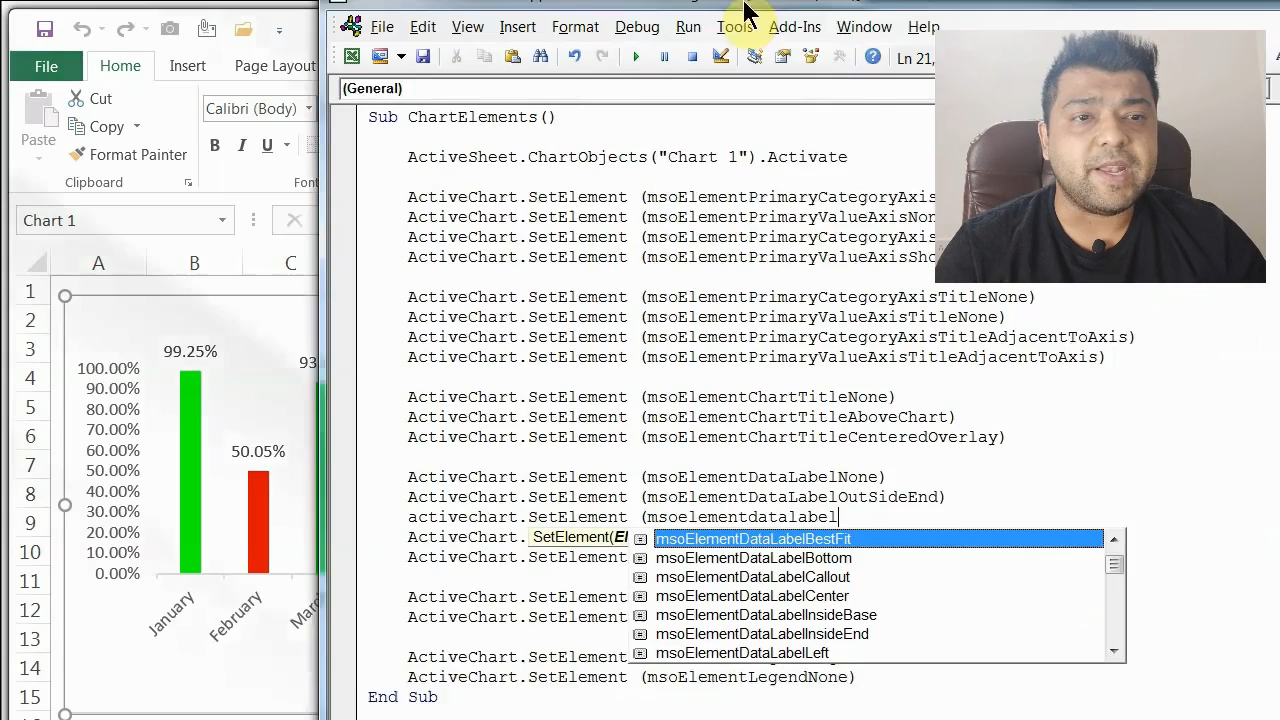 File Edit View Insert Format Debug Run Tools Add-Ins Window Help
Ln 21,
(General)
File Home Insert Page Layout
Paste
Cut
Copy
Format Painter
Calibri (Body)
B I U
Clipboard
Chart 1
A B C
1
2
3
4
5
6
7
8
9
10
11
12
13
14
15
99.25%
50.05%
93.
100.00%
90.00%
80.00%
70.00%
60.00%
50.00%
40.00%
30.00%
20.00%
10.00%
0.00%
January
February
Marc
Sub ChartElements()
ActiveSheet.ChartObjects("Chart 1").Activate
ActiveChart.SetElement (msoElementPrimaryCategoryAxis
ActiveChart.SetElement (msoElementPrimaryValueAxisNon
ActiveChart.SetElement (msoElementPrimaryCategoryAxis
ActiveChart.SetElement (msoElementPrimaryValueAxisSho
ActiveChart.SetElement (msoElementPrimaryCategoryAxisTitleNone)
ActiveChart.SetElement (msoElementPrimaryValueAxisTitleNone)
ActiveChart.SetElement (msoElementPrimaryCategoryAxisTitleAdjacentToAxis)
ActiveChart.SetElement (msoElementPrimaryValueAxisTitleAdjacentToAxis)
ActiveChart.SetElement (msoElementChartTitleNone)
ActiveChart.SetElement (msoElementChartTitleAboveChart)
ActiveChart.SetElement (msoElementChartTitleCenteredOverlay)
ActiveChart.SetElement (msoElementDataLabelNone)
ActiveChart.SetElement (msoElementDataLabelOutSideEnd)
activechart.SetElement (msoelementdatalabel
ActiveChart. SetElement(El
ActiveChart.SetElement
ActiveChart.SetElement
ActiveChart.SetElement
ActiveChart.SetElement
ActiveChart.SetElement (msoElementLegendNone)
End Sub
msoElementDataLabelBestFit
msoElementDataLabelBottom
msoElementDataLabelCallout
msoElementDataLabelCenter
msoElementDataLabelInsideBase
msoElementDataLabelInsideEnd
msoElementDataLabelLeft